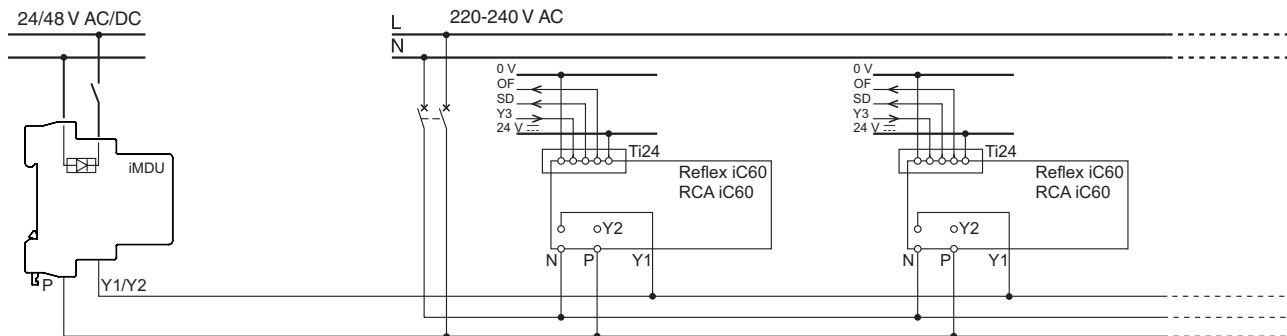 24/48 V AC/DC
L
220-240 V AC
N
0 V
OF
SD
Y3
24 V
Ti24
iMDU
Reflex iC60
RCA iC60
Y2
N
P
Y1
P
Y1/Y2
0 V
OF
SD
Y3
24 V
Ti24
Reflex iC60
RCA iC60
Y2
N
P
Y1